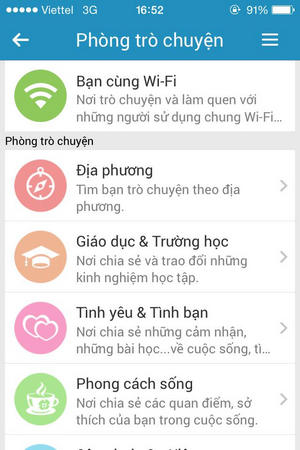 Viettel 3G 16:52 91%
Phòng trò chuyện
Bạn cùng Wi-Fi
Nơi trò chuyện và làm quen với
những người sử dụng chung Wi-Fi...
Phòng trò chuyện
Địa phương
Tìm bạn trò chuyện theo địa
phương.
Giáo dục & Trường học
Nơi chia sẻ và trao đổi những
kinh nghiệm học tập.
Tình yêu & Tình bạn
Nơi chia sẻ những cảm nhận,
những bài học...về cuộc sống, tì...
Phong cách sống
Nơi chia sẻ các quan điểm, sở
thích của bạn trong cuộc sống.